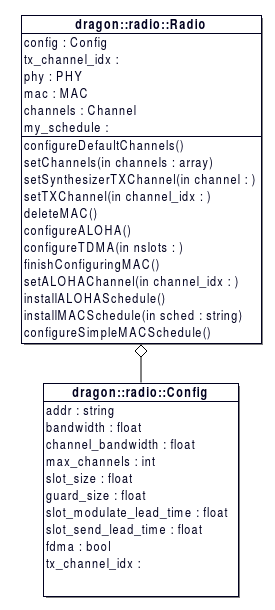 dragon::radio::Radio
config : Config
tx_channel_idx :
phy : PHY
mac : MAC
channels : Channel
my_schedule :
configureDefaultChannels()
setChannels(in channels : array)
setSynthesizerTXChannel(in channel : )
setTXChannel(in channel_idx : )
deleteMAC()
configureALOHA()
configureTDMA(in nslots : )
finishConfiguringMAC()
setALOHAChannel(in channel_idx : )
installALOHASchedule()
installMACSchedule(in sched : string)
configureSimpleMACSchedule()
dragon::radio::Config
addr : string
bandwidth : float
channel_bandwidth : float
max_channels : int
slot_size : float
guard_size : float
slot_modulate_lead_time : float
slot_send_lead_time : float
fdma : bool
tx_channel_idx :